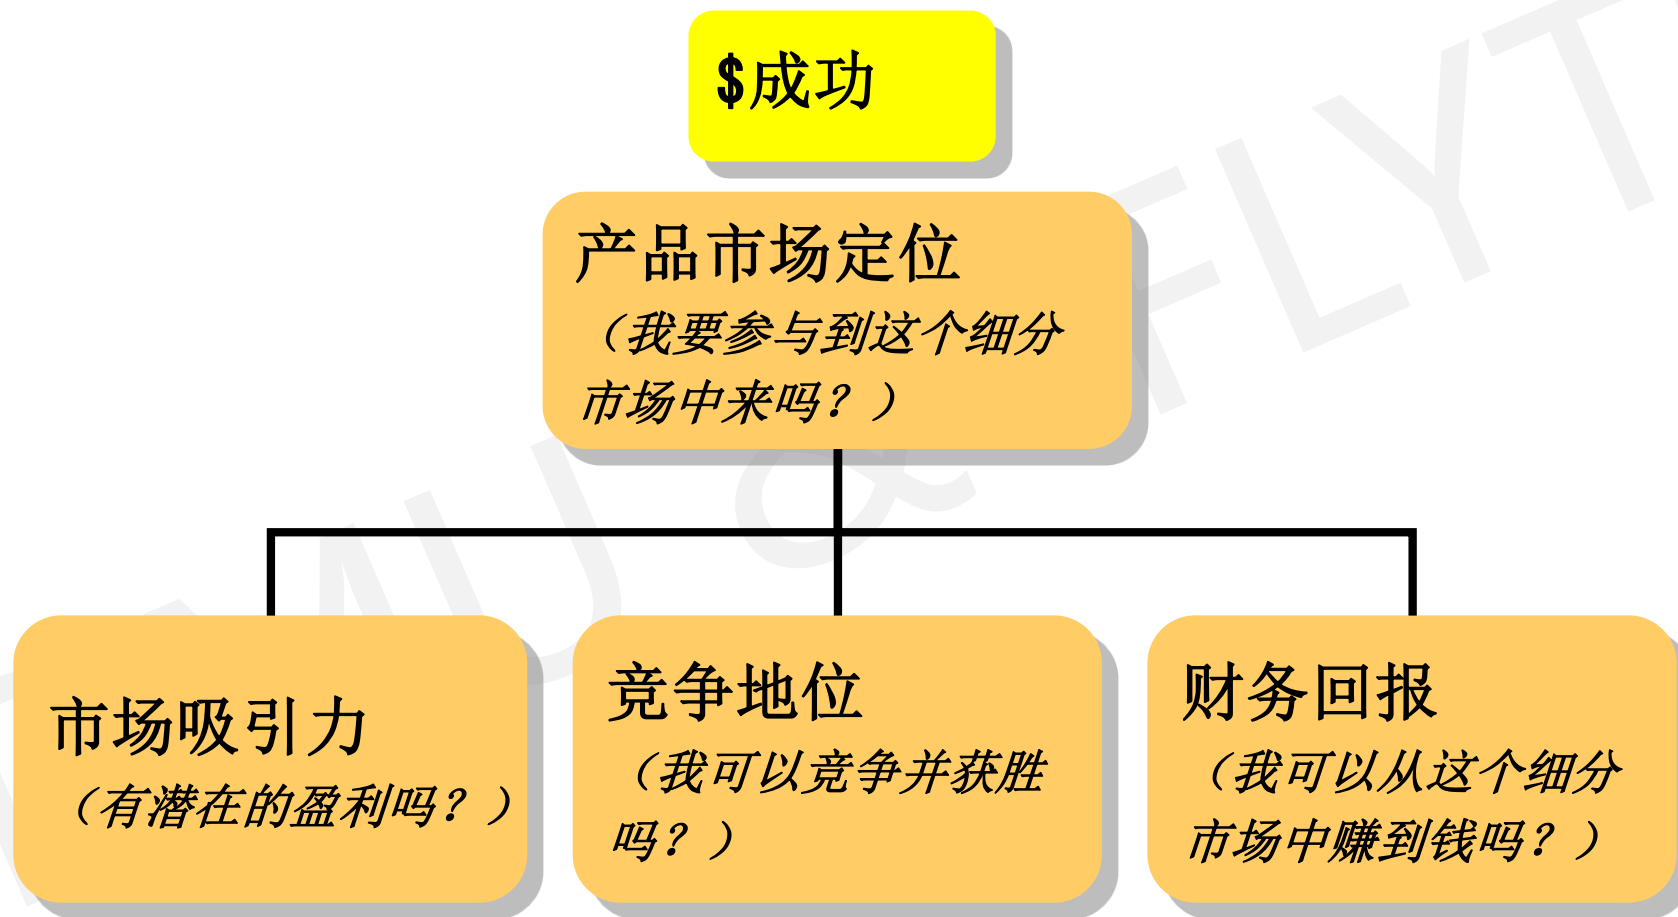 $成功
产品市场定位
（我要参与到这个细分
市场中来吗？）
市场吸引力
（有潜在的盈利吗？）
竞争地位
（我可以竞争并获胜
吗？）
财务回报
（我可以从这个细分
市场中赚到钱吗？）